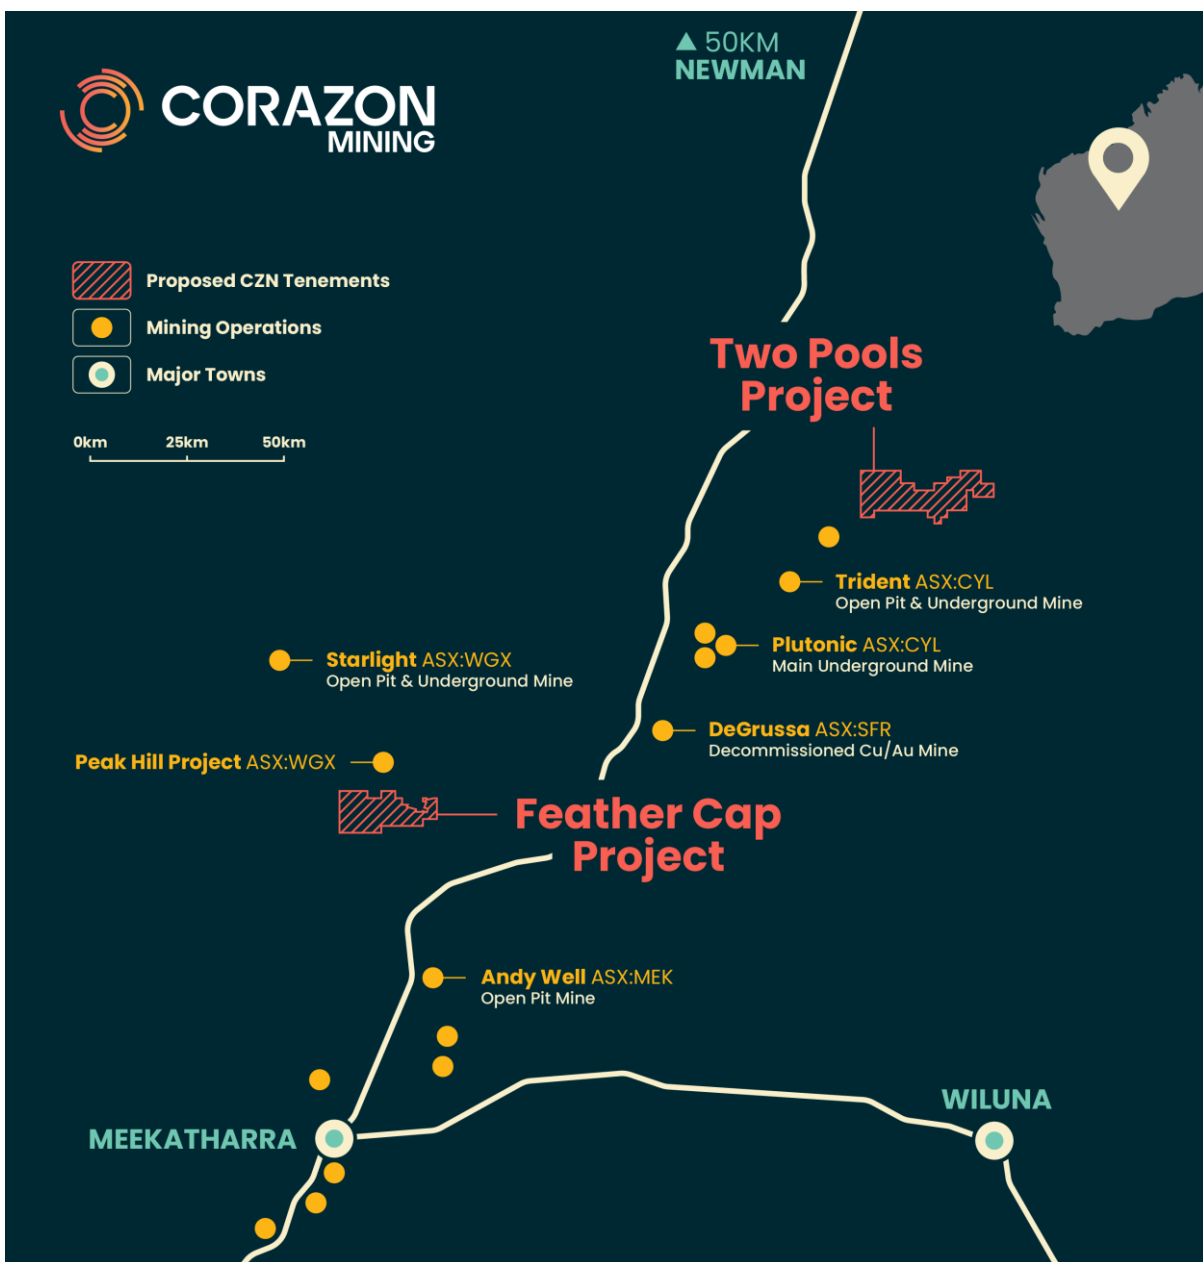 ▲ 50KM
NEWMAN
CORAZON
MINING
Proposed CZN Tenements
Mining Operations
Major Towns
0km 25km 50km
Two Pools
Project
Trident ASX:CYL
Open Pit & Underground Mine
Plutonic ASX:CYL
Main Underground Mine
Starlight ASX:WGX
Open Pit & Underground Mine
DeGrussa ASX:SFR
Decommissioned Cu/Au Mine
Peak Hill Project ASX:WGX
Feather Cap
Project
Andy Well ASX:MEK
Open Pit Mine
WILUNA
MEEKATHARRA